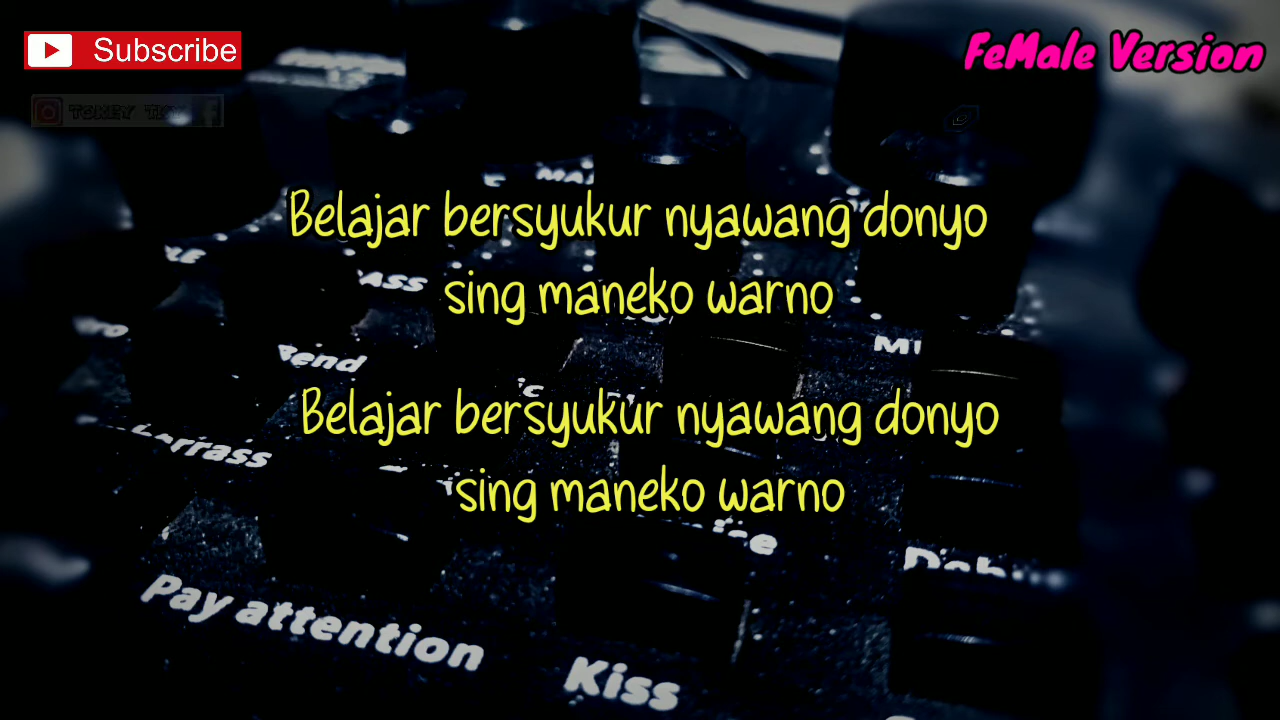 Subscribe
FeMale Version
Belajar bersyukur nyawang donyo
sing maneko warno
Belajar bersyukur nyawang donyo
sing maneko warno
Pay attention
Kiss